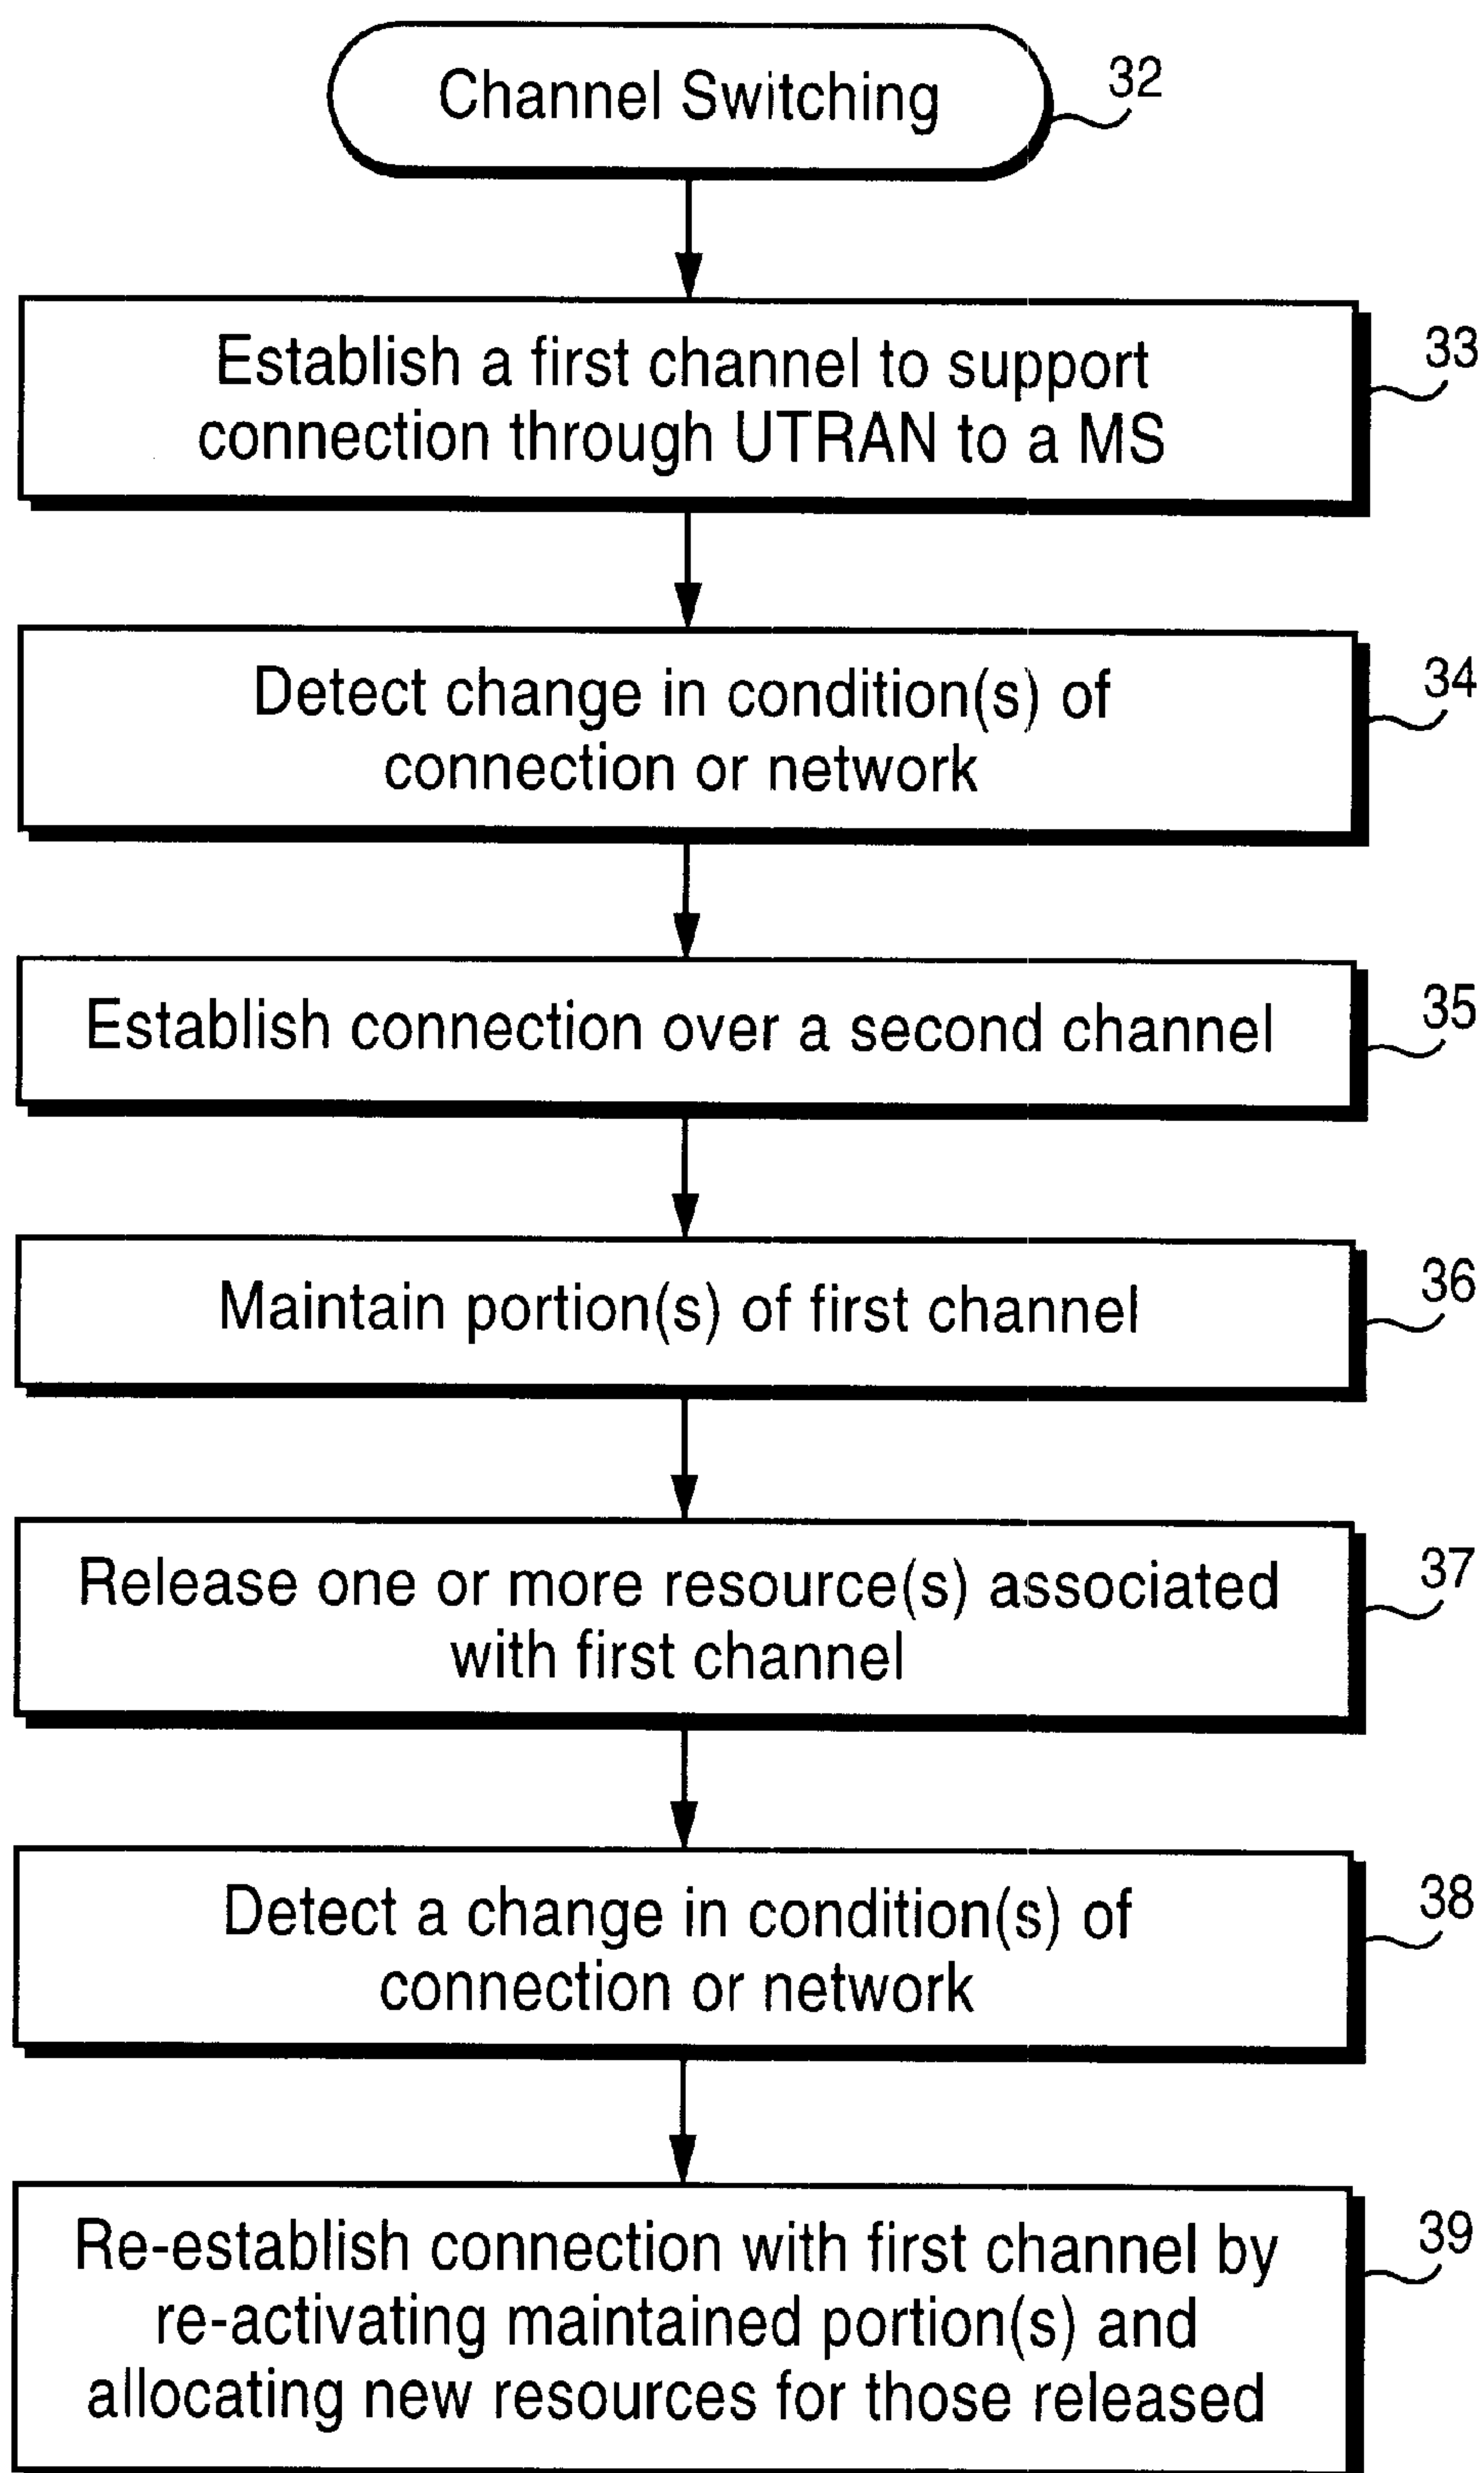 Channel Switching
32
Establish a first channel to support
connection through UTRAN to a MS
33
Detect change in condition(s) of
connection or network
34
Establish connection over a second channel
35
Maintain portion(s) of first channel
36
Release one or more resource(s) associated
with first channel
37
Detect a change in condition(s) of
connection or network
38
Re-establish connection with first channel by
re-activating maintained portion(s) and
allocating new resources for those released
39